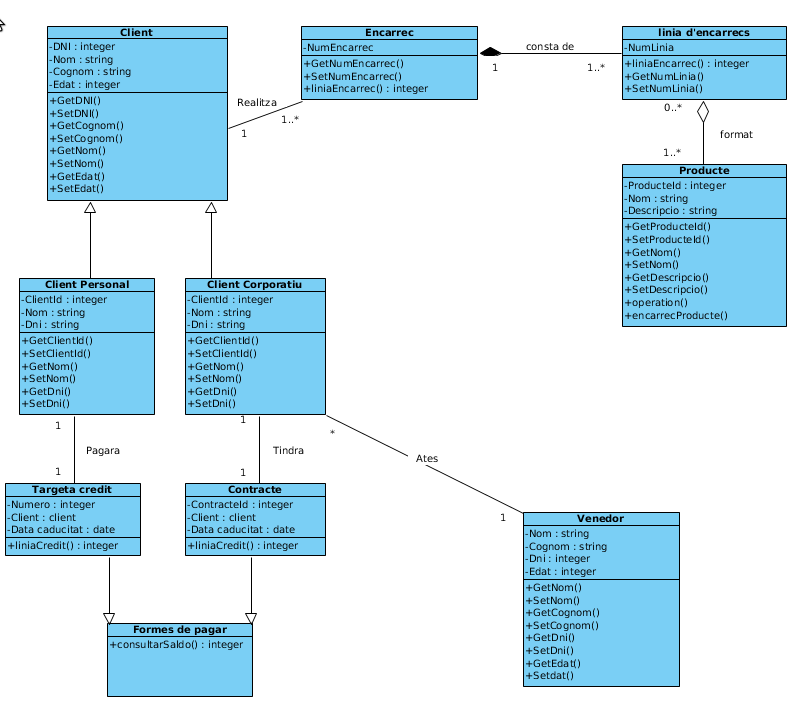 Client
-DNI : integer
-Nom : string
-Cognom : string
-Edat : integer
+GetDNI()
+SetDNI()
+GetCognom()
+SetCognom()
+GetNom()
+SetNom()
+GetEdat()
+SetEdat()
Realitza
1
1..*
Encarrec
-NumEncarrec
+GetNumEncarrec()
+SetNumEncarrec()
+liniaEncarrec() : integer
consta de
1
1..*
linia d'encarrecs
-NumLinia
+liniaEncarrec() : integer
+GetNumLinia()
+SetNumLinia()
0..*
format
1..*
Producte
-ProducteId : integer
-Nom : string
-Descripcio : string
+GetProducteId()
+SetProducteId()
+GetNom()
+SetNom()
+GetDescripcio()
+SetDescripcio()
+operation()
+encarrecProducte()
Client Personal
-ClientId : integer
-Nom : string
-Dni : string
+GetClientId()
+SetClientId()
+GetNom()
+SetNom()
+GetDni()
+SetDni()
Client Corporatiu
-ClientId : integer
-Nom : string
-Dni : string
+GetClientId()
+SetClientId()
+GetNom()
+SetNom()
+GetDni()
+SetDni()
1
Pagara
1
1
Tindra
1
*
Ates
1
Targeta credit
-Numero : integer
-Client : client
-Data caducitat : date
+liniaCredit() : integer
Contracte
-ContracteId : integer
-Client : client
-Data caducitat : date
+liniaCredit() : integer
Venedor
-Nom : string
-Cognom : string
-Dni : integer
-Edat : integer
+GetNom()
+SetNom()
+GetCognom()
+SetCognom()
+GetDni()
+SetDni()
+GetEdat()
+Setdat()
Formes de pagar
+consultarSaldo() : integer